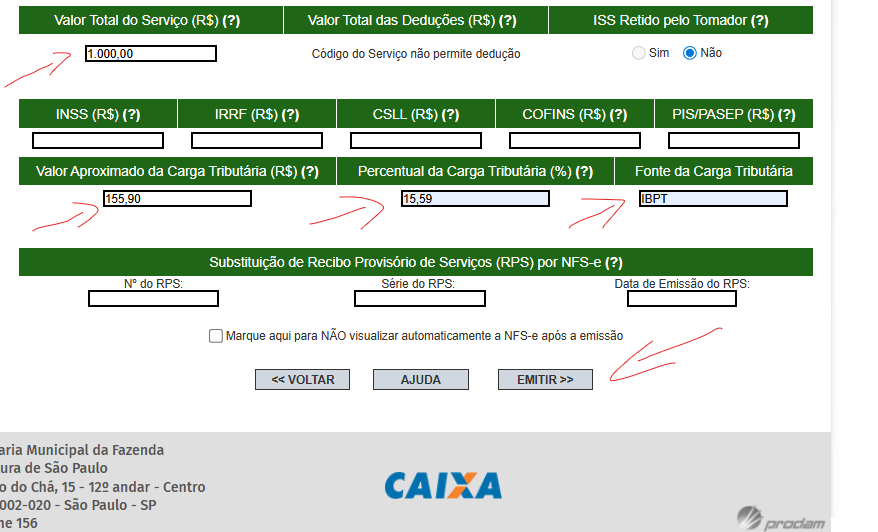 Valor Total do Serviço (R$) (?) Valor Total das Deduções (R$) (?) ISS Retido pelo Tomador (?)
1.000,00 Código do Serviço não permite dedução Sim Não
INSS (R$) (?) IRRF (R$) (?) CSLL (R$) (?) COFINS (R$) (?) PIS/PASEP (R$) (?)
Valor Aproximado da Carga Tributária (R$) (?) Percentual da Carga Tributária (%) (?) Fonte da Carga Tributária
155,90 15,59 IBPT
Substituição de Recibo Provisório de Serviços (RPS) por NFS-e (?)
Nº do RPS: Série do RPS: Data de Emissão do RPS:
Marque aqui para NÃO visualizar automaticamente a NFS-e após a emissão
<< VOLTAR AJUDA EMITIR >>
aria Municipal da Fazenda
ura de São Paulo
o do Chá, 15 - 12º andar - Centro
002-020 - São Paulo - SP
ne 156
CAIXA
prodam